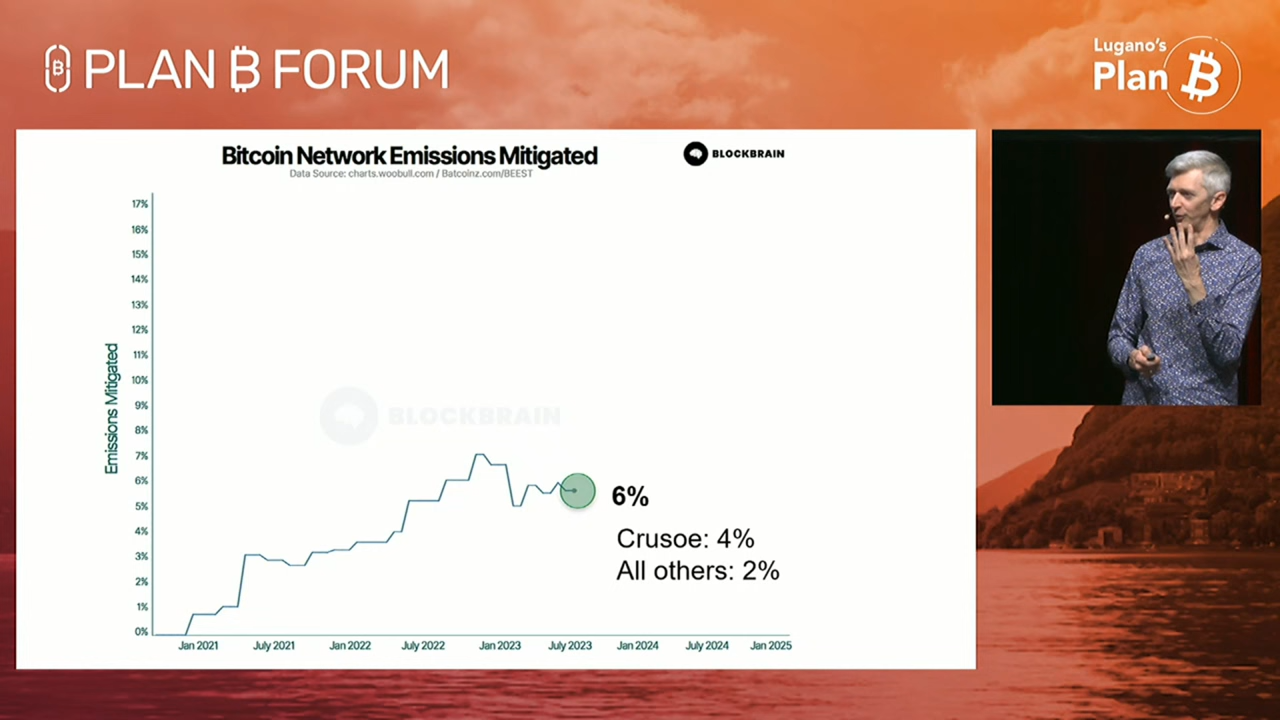 PLAN ₿ FORUM
Lugano's
Plan ₿
Bitcoin Network Emissions Mitigated
BLOCKBRAIN
Data Source: charts.woobull.com / Batcoinz.com/BEEST
17%
16%
15%
14%
13%
12%
11%
10%
9%
8%
7%
6%
5%
4%
3%
2%
1%
0%
Emissions Mitigated
BLOCKBRAIN
6%
Crusoe: 4%
All others: 2%
Jan 2021 July 2021 Jan 2022 July 2022 Jan 2023 July 2023 Jan 2024 July 2024 Jan 2025